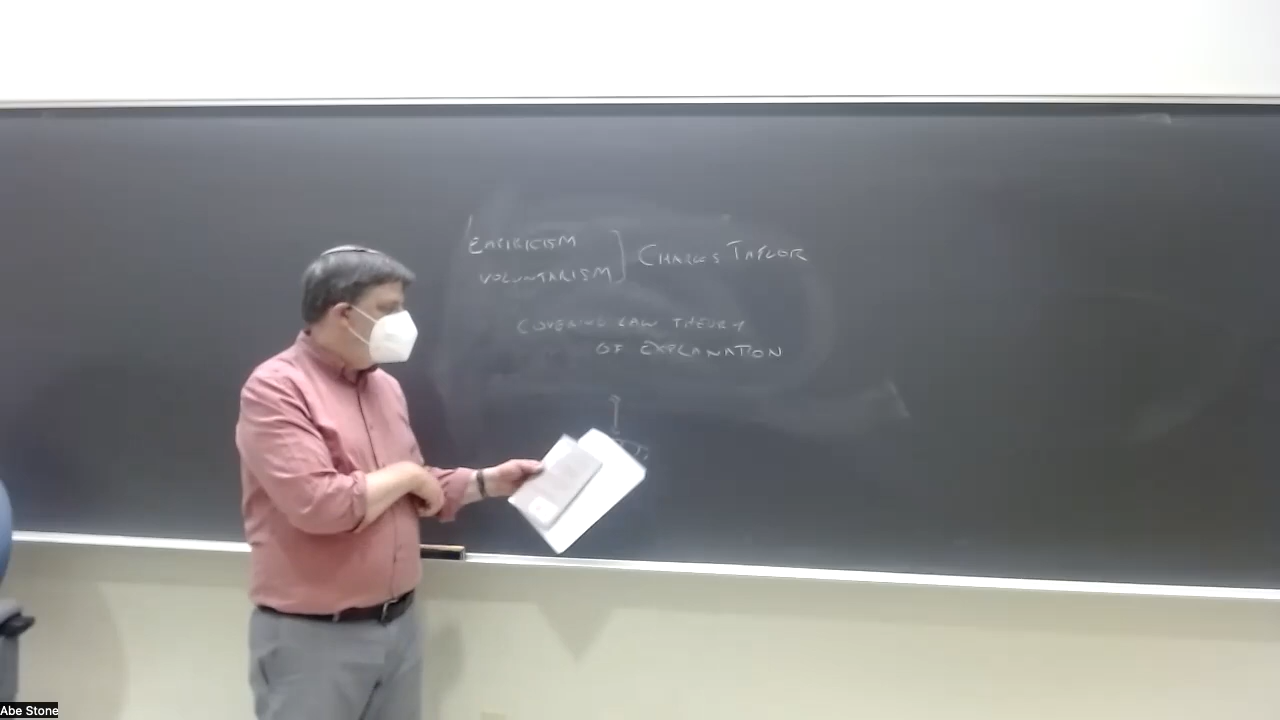 EMPIRICISM
VOLUNTARISM ] CHARLES TAYLOR
COVERING LAW THEORY
OF EXPLANATION
Abe Stone